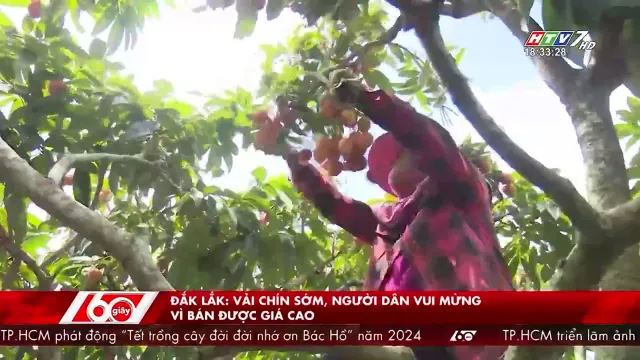 HTV7 HD
18:33:28
60 giây
ĐẮK LẮK: VẢI CHÍN SỚM, NGƯỜI DÂN VUI MỪNG
VÌ BÁN ĐƯỢC GIÁ CAO
TP.HCM phát động “Tết trồng cây đời đời nhớ ơn Bác Hồ” năm 2024 60 TP.HCM triển lãm ảnh